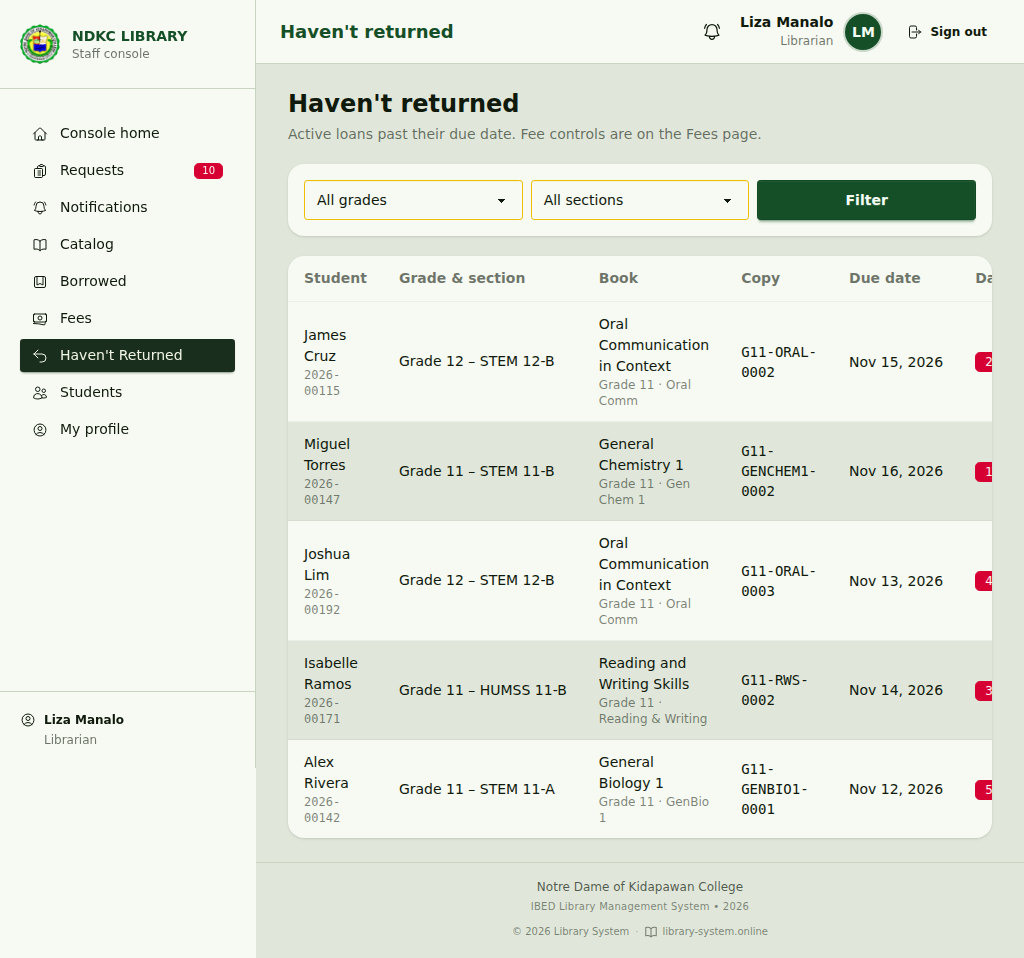 NDKC LIBRARY
Staff console
Haven't returned
Liza Manalo
Librarian
LM
Sign out
Console home
Requests 10
Notifications
Catalog
Borrowed
Fees
Haven't Returned
Students
My profile
Liza Manalo
Librarian
Haven't returned
Active loans past their due date. Fee controls are on the Fees page.
All grades
All sections
Filter
Student Grade & section Book Copy Due date
James
Cruz
2026-
00115
Grade 12 – STEM 12-B
Oral
Communication
in Context
Grade 11 · Oral
Comm
G11-ORAL-
0002
Nov 15, 2026
2
Miguel
Torres
2026-
00147
Grade 11 – STEM 11-B
General
Chemistry 1
Grade 11 · Gen
Chem 1
G11-
GENCHEM1-
0002
Nov 16, 2026
1
Joshua
Lim
2026-
00192
Grade 12 – STEM 12-B
Oral
Communication
in Context
Grade 11 · Oral
Comm
G11-ORAL-
0003
Nov 13, 2026
4
Isabelle
Ramos
2026-
00171
Grade 11 – HUMSS 11-B
Reading and
Writing Skills
Grade 11 ·
Reading & Writing
G11-RWS-
0002
Nov 14, 2026
3
Alex
Rivera
2026-
00142
Grade 11 – STEM 11-A
General
Biology 1
Grade 11 · GenBio
1
G11-
GENBIO1-
0001
Nov 12, 2026
5
Notre Dame of Kidapawan College
IBED Library Management System • 2026
© 2026 Library System · library-system.online